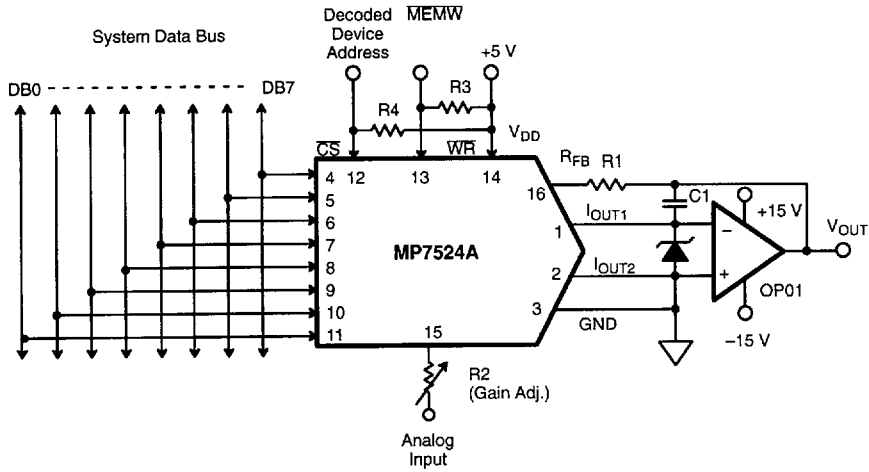 Decoded
Device
Address
MEMW
System Data Bus
+5 V
DB0
DB7
R3
R4
VDD
CS
WR
12
13
14
4
5
6
7
8
9
10
11
MP7524A
15
16
1
2
3
RFB
R1
C1
IOUT1
IOUT2
GND
+15 V
–
+
OP01
–15 V
VOUT
R2
(Gain Adj.)
Analog
Input